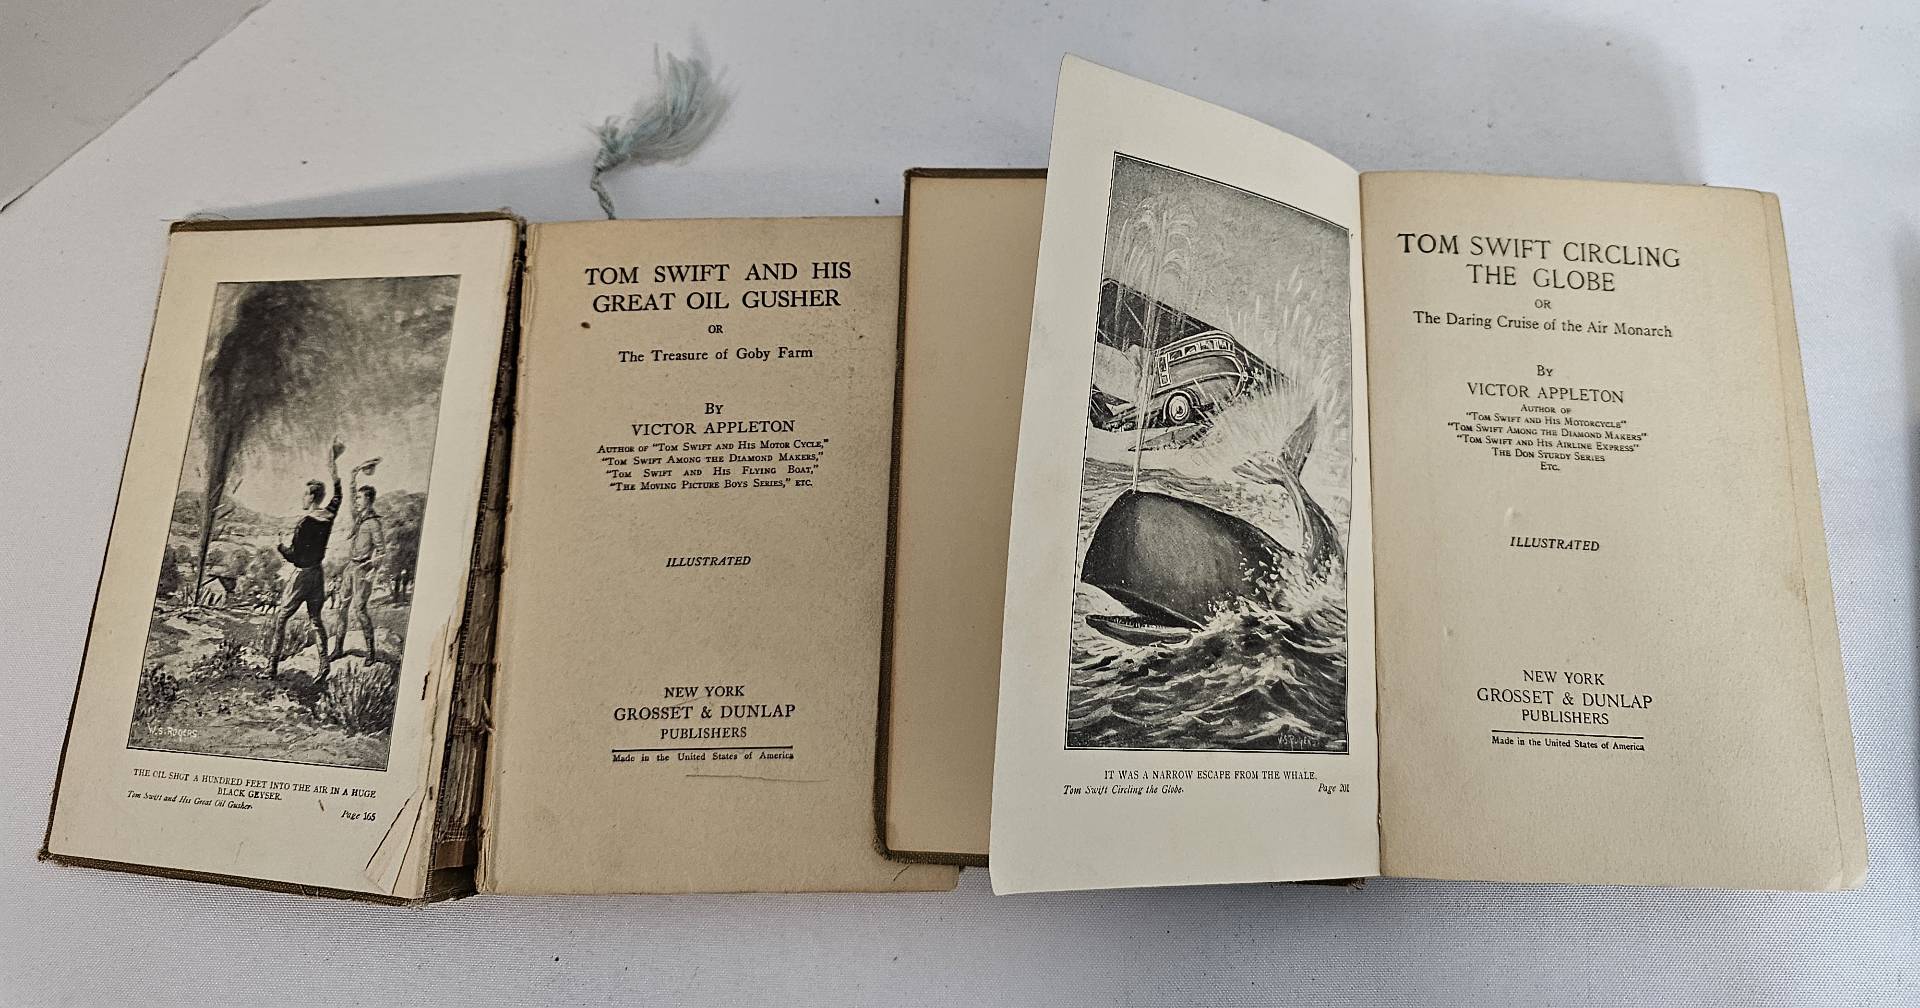 W.S. ROGERS
THE OIL SHOT A HUNDRED FEET INTO THE AIR IN A HUGE
BLACK GEYSER.
Tom Swift and His Great Oil Gusher.
Page 165
TOM SWIFT AND HIS
GREAT OIL GUSHER
OR
The Treasure of Goby Farm
By
VICTOR APPLETON
Author of "Tom Swift and His Motor Cycle,"
"Tom Swift Among the Diamond Makers,"
"Tom Swift and His Flying Boat,"
"The Moving Picture Boys Series," etc.
ILLUSTRATED
NEW YORK
GROSSET & DUNLAP
PUBLISHERS
Made in the United States of America
IT WAS A NARROW ESCAPE FROM THE WHALE.
Tom Swift Circling the Globe.
Page 201
TOM SWIFT CIRCLING
THE GLOBE
OR
The Daring Cruise of the Air Monarch
By
VICTOR APPLETON
Author of
"Tom Swift and His Motorcycle"
"Tom Swift Among the Diamond Makers"
"Tom Swift and His Airline Express"
The Don Sturdy Series
Etc.
ILLUSTRATED
NEW YORK
GROSSET & DUNLAP
PUBLISHERS
Made in the United States of America